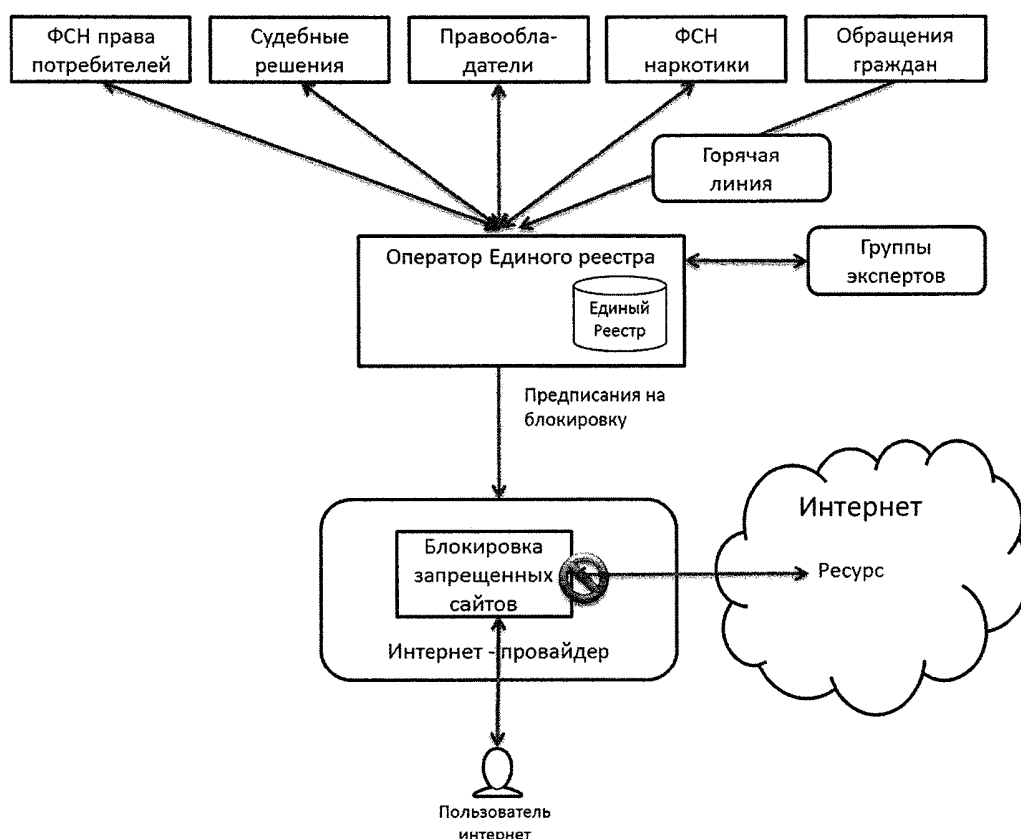 ФСН права
потребителей
Судебные
решения
Правообла-
датели
ФСН
наркотики
Обращения
граждан
Горячая
линия
Оператор Единого реестра
Единый
Реестр
Группы
экспертов
Предписания на
блокировку
Интернет
Ресурс
Блокировка
запрещенных
сайтов
Интернет - провайдер
Пользователь
интернет